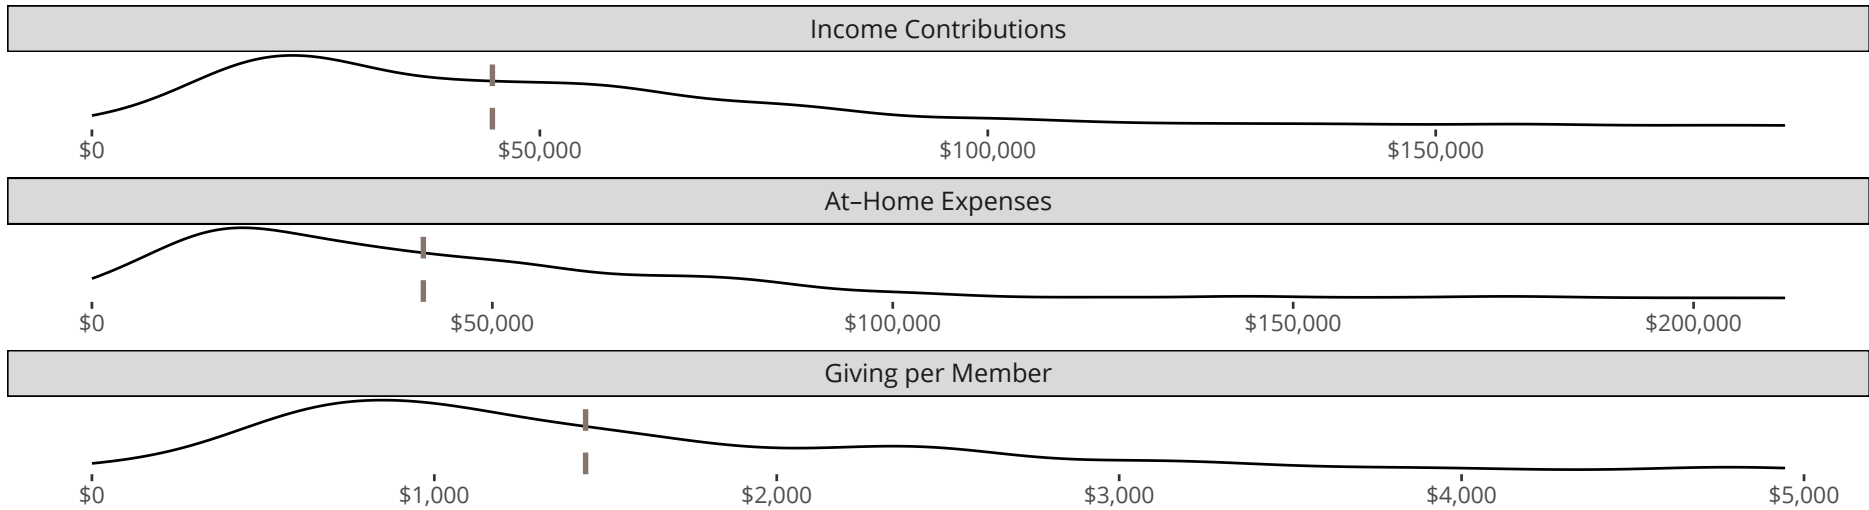 Income Contributions
$0 $50,000 $100,000 $150,000
At–Home Expenses
$0 $50,000 $100,000 $150,000 $200,000
Giving per Member
$0 $1,000 $2,000 $3,000 $4,000 $5,000